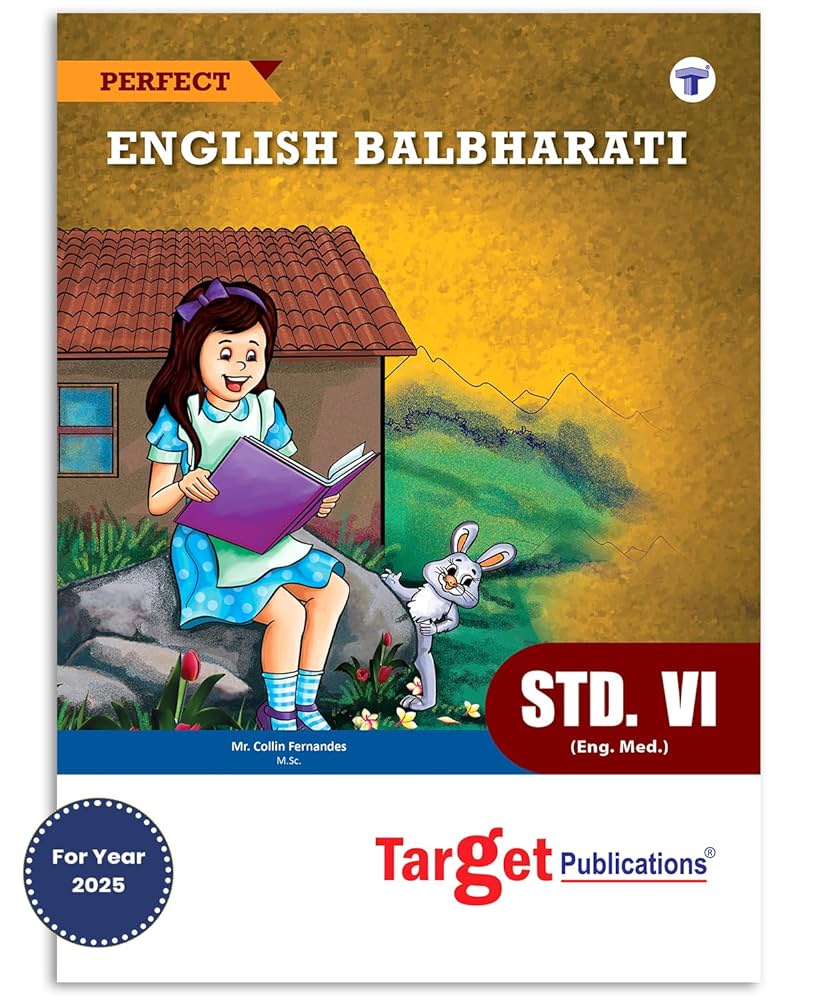 PERFECT
ENGLISH BALBHARATI
STD. VI
(Eng. Med.)
Mr. Collin Fernandes
M.Sc.
For Year
2025
Target Publications®